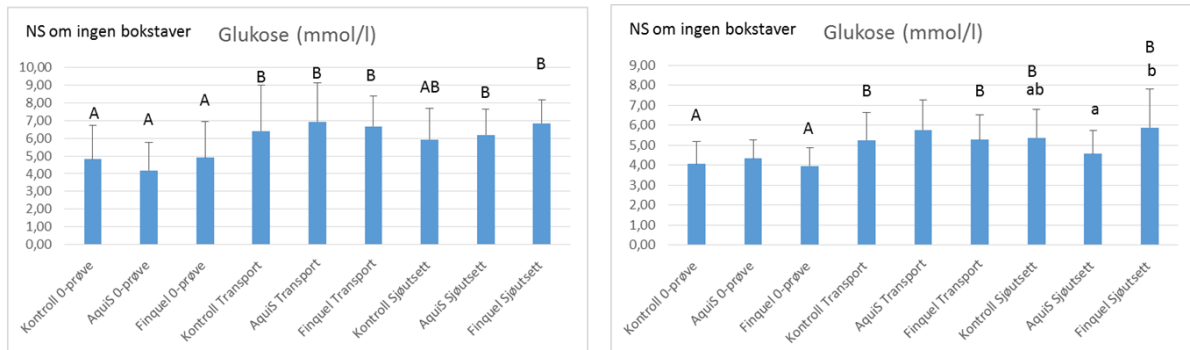 NS om ingen bokstaver Glukose (mmol/l)
10,00
9,00
8,00
7,00
6,00
5,00
4,00
3,00
2,00
1,00
0,00
A A A B B B AB B B
Kontroll 0-prøve
AquiS 0-prøve
Finquel 0-prøve
Kontroll Transport
AquiS Transport
Finquel Transport
Kontroll Sjøutsett
AquiS Sjøutsett
Finquel Sjøutsett
NS om ingen bokstaver Glukose (mmol/l)
9,00
8,00
7,00
6,00
5,00
4,00
3,00
2,00
1,00
0,00
A A B B B B
ab a b
Kontroll 0-prøve
AquiS 0-prøve
Finquel 0-prøve
Kontroll Transport
AquiS Transport
Finquel Transport
Kontroll Sjøutsett
AquiS Sjøutsett
Finquel Sjøutsett